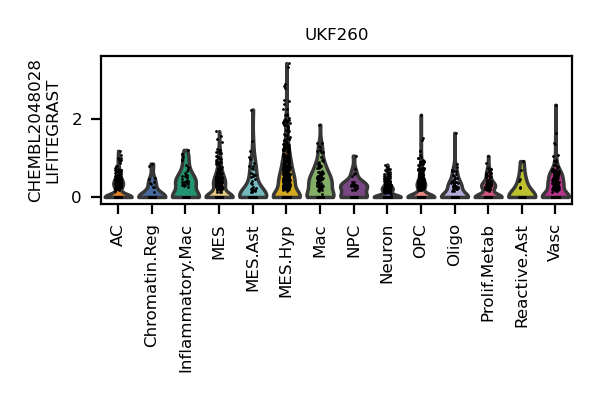 UKF260
CHEMBL2048028
LIFITEGRAST
2
0
AC
Chromatin.Reg
Inflammatory.Mac
MES
MES.Ast
MES.Hyp
Mac
NPC
Neuron
OPC
Oligo
Prolif.Metab
Reactive.Ast
Vasc